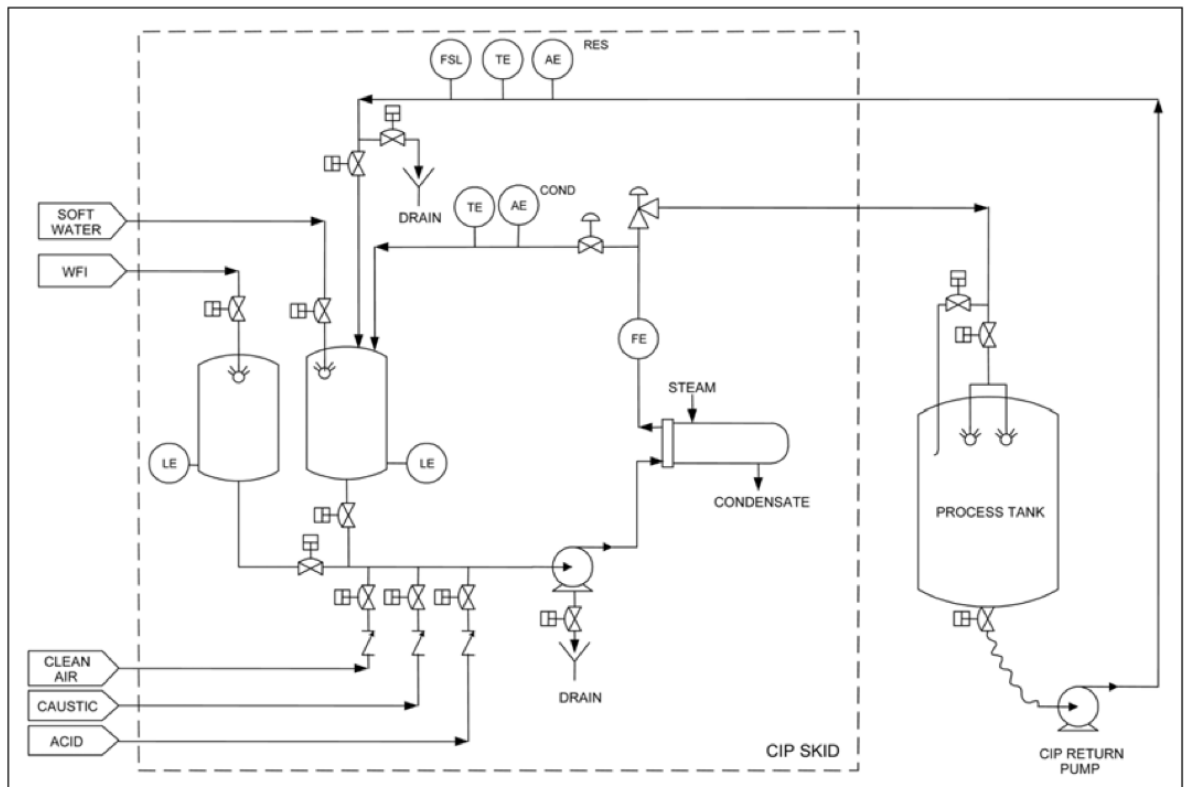 RES
FSL
TE
AE
DRAIN
COND
TE
AE
SOFT
WATER
WFI
FE
STEAM
LE
LE
CONDENSATE
PROCESS TANK
CLEAN
AIR
CAUSTIC
ACID
DRAIN
CIP SKID
CIP RETURN
PUMP